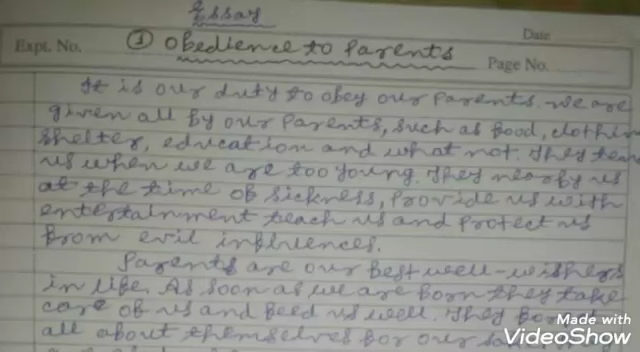 Essay
Date
Expt. No.
① Obedience to Parents
Page No.
It is our duty to obey our Parents. We are
given all by our Parents, such as food, clothin
shelter, education and what not. They
us when we are too young. They nearby us
at the time of sickness, Provide us with
entertainment teach us and Protect us
from evil influences.
Parents are our best well-wishers
in life. As soon as we are born they take
care of us and feed us well. They
all about themselves for our
Made with
VideoShow